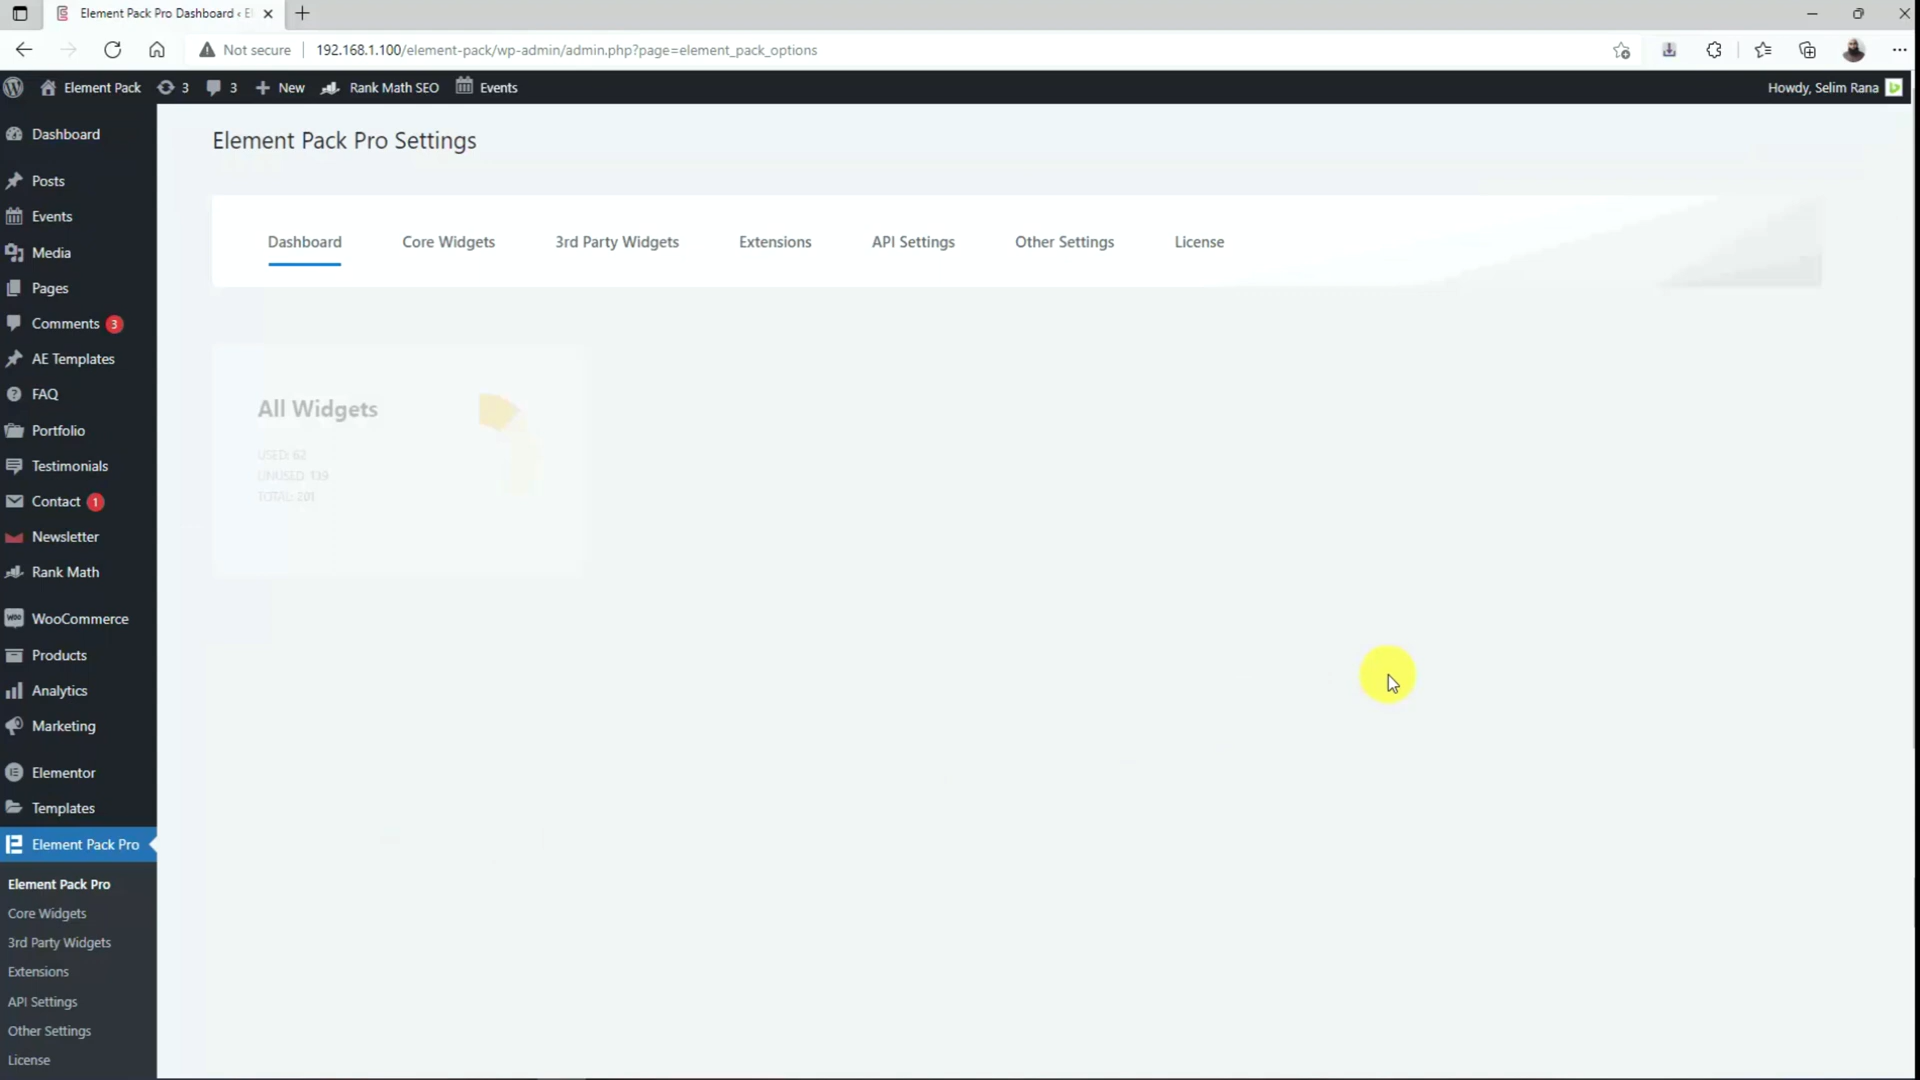 Element Pack Pro Dashboard ‹ El
Not secure
192.168.1.100/element-pack/wp-admin/admin.php?page=element_pack_options
Element Pack
3
3
New
Rank Math SEO
Events
Howdy, Selim Rana
Dashboard
Posts
Events
Media
Pages
Comments 3
AE Templates
FAQ
Portfolio
Testimonials
Contact 1
Newsletter
Rank Math
WooCommerce
Products
Analytics
Marketing
Elementor
Templates
Element Pack Pro
Element Pack Pro
Core Widgets
3rd Party Widgets
Extensions
API Settings
Other Settings
License
Element Pack Pro Settings
Dashboard
Core Widgets
3rd Party Widgets
Extensions
API Settings
Other Settings
License
All Widgets
USED: 62
UNUSED: 139
TOTAL: 201